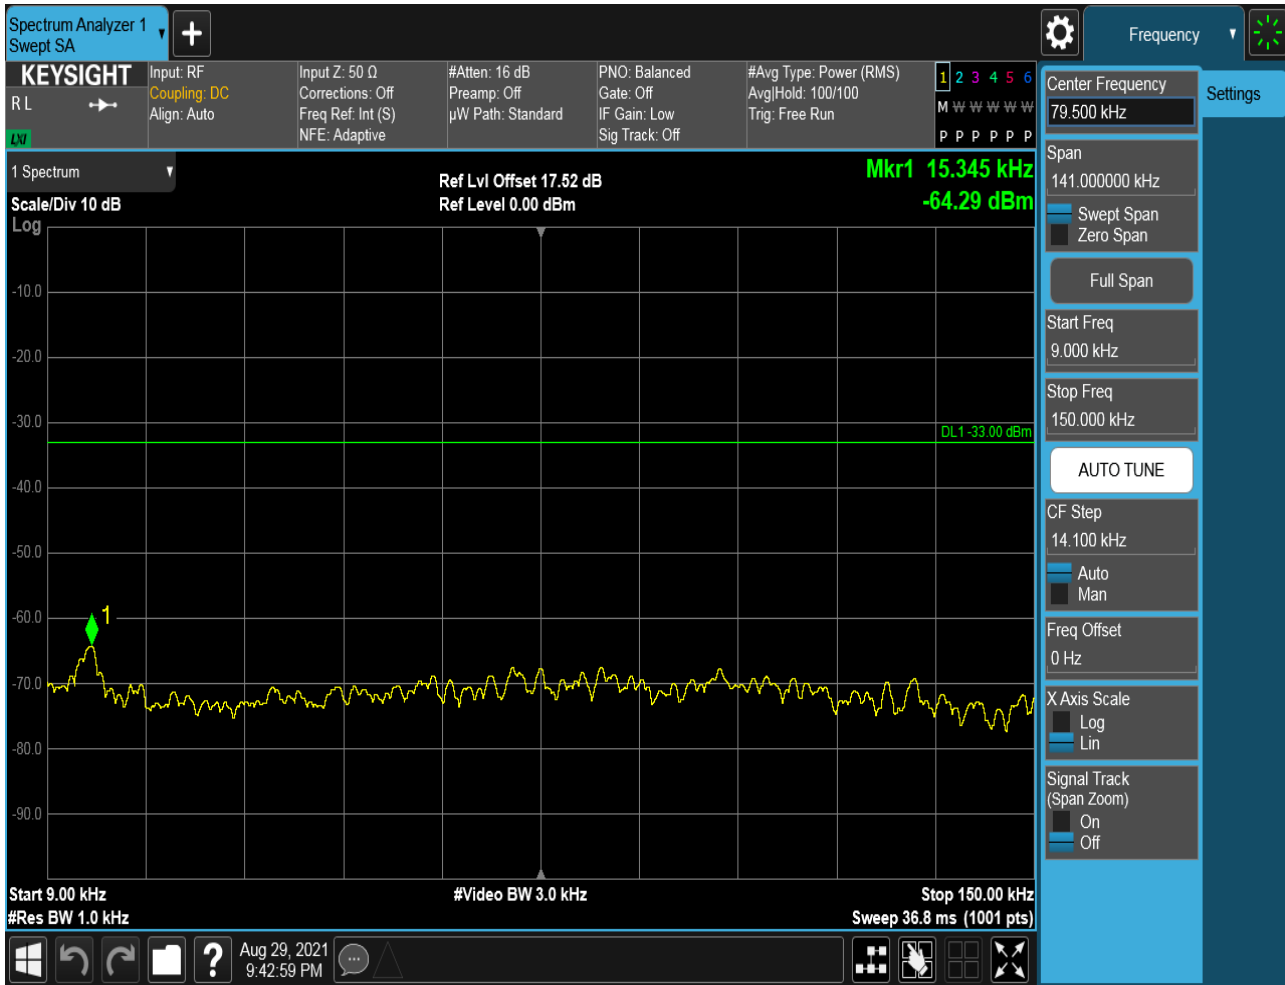 Spectrum Analyzer 1
Swept SA
Frequency
KEYSIGHT
R L
LXI
Input: RF
Coupling: DC
Align: Auto
Input Z: 50 Ω
Corrections: Off
Freq Ref: Int (S)
NFE: Adaptive
#Atten: 16 dB
Preamp: Off
µW Path: Standard
PNO: Balanced
Gate: Off
IF Gain: Low
Sig Track: Off
#Avg Type: Power (RMS)
Avg|Hold: 100/100
Trig: Free Run
1 2 3 4 5 6
M W W W W W
P P P P P P
1 Spectrum
Scale/Div 10 dB
Log
Ref Lvl Offset 17.52 dB
Ref Level 0.00 dBm
Mkr1 15.345 kHz
-64.29 dBm
-10.0
-20.0
-30.0
DL1 -33.00 dBm
-40.0
-50.0
-60.0
1
-70.0
-80.0
-90.0
Start 9.00 kHz
#Video BW 3.0 kHz
Stop 150.00 kHz
#Res BW 1.0 kHz
Sweep 36.8 ms (1001 pts)
Aug 29, 2021
9:42:59 PM
Center Frequency
79.500 kHz
Settings
Span
141.000000 kHz
Swept Span
Zero Span
Full Span
Start Freq
9.000 kHz
Stop Freq
150.000 kHz
AUTO TUNE
CF Step
14.100 kHz
Auto
Man
Freq Offset
0 Hz
X Axis Scale
Log
Lin
Signal Track
(Span Zoom)
On
Off